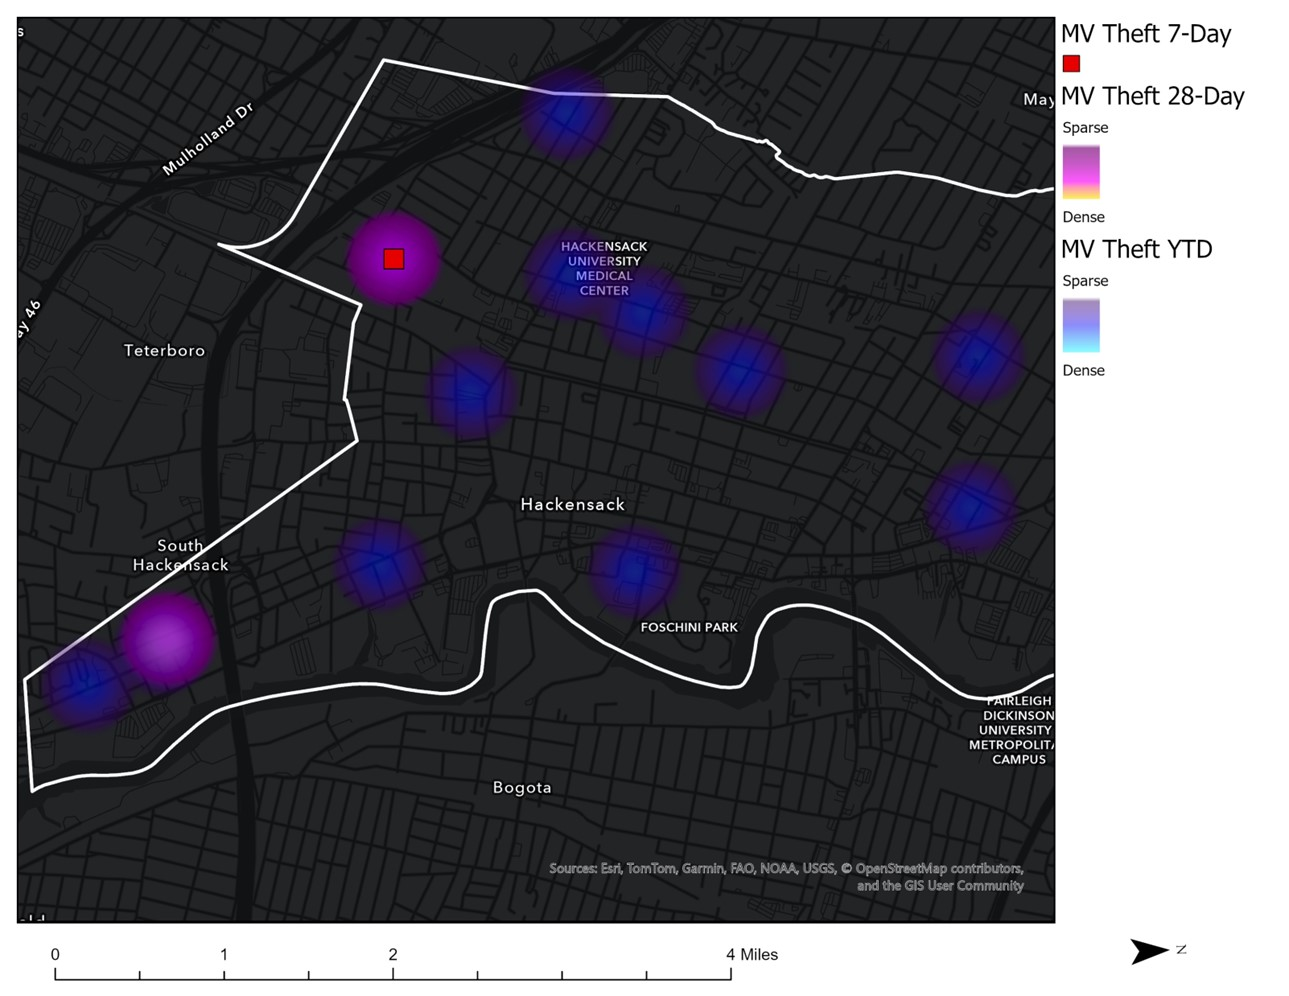 s
Mulholland Dr
May
ay 46
Teterboro
HACKENSACK
UNIVERSITY
MEDICAL
CENTER
Hackensack
South
Hackensack
FOSCHINI PARK
FAIRLEIGH
DICKINSON
UNIVERSITY
METROPOLITA
CAMPUS
Bogota
Sources: Esri, TomTom, Garmin, FAO, NOAA, USGS, © OpenStreetMap contributors,
and the GIS User Community
MV Theft 7-Day
MV Theft 28-Day
Sparse
Dense
MV Theft YTD
Sparse
Dense
0 1 2 4 Miles
N